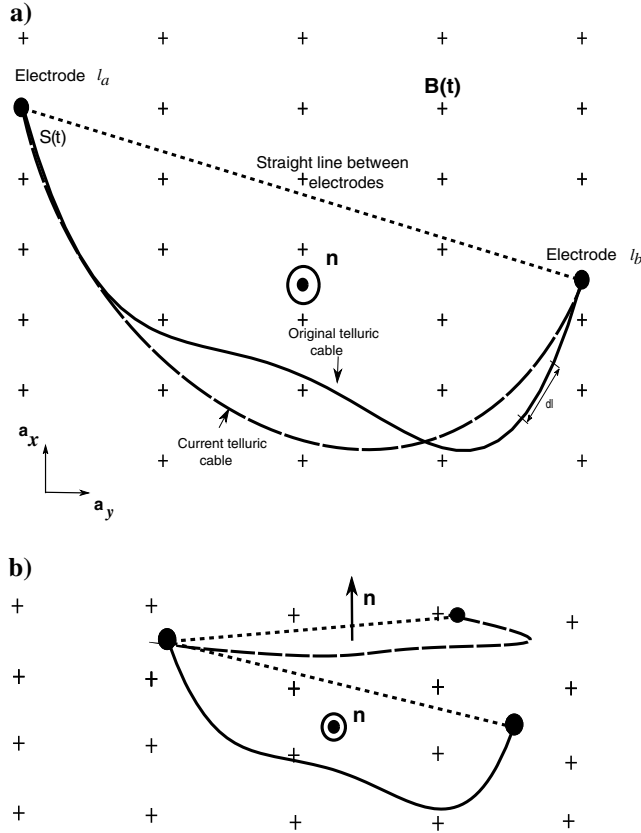 a)
Electrode l_a
B(t)
S(t)
Straight line between
electrodes
Electrode l_b
n
Original telluric
cable
dl
a_x
Current telluric
cable
a_y
b)
n
n